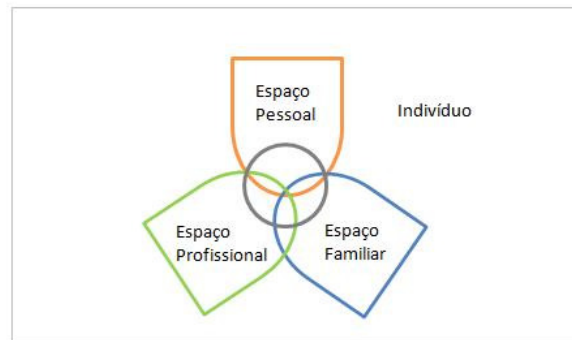 Espaço
Pessoal
Indivíduo
Espaço
Profissional
Espaço
Familiar